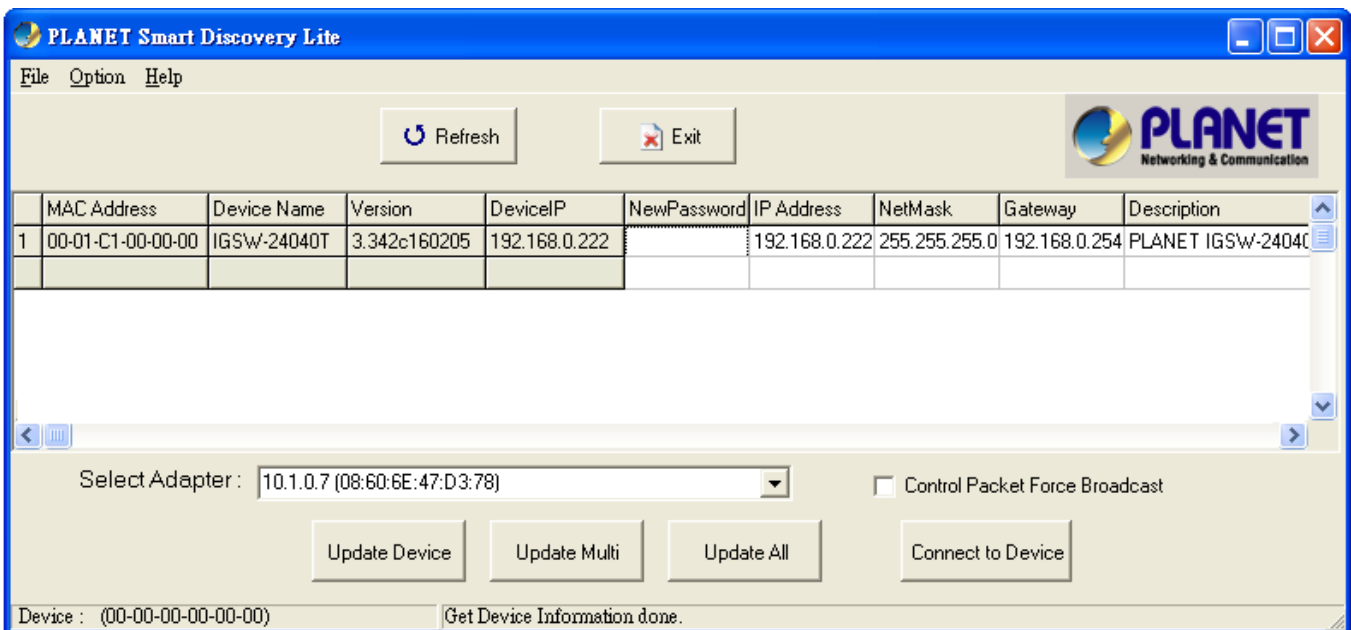 PLANET Smart Discovery Lite
File Option Help
Refresh Exit
PLANET
Networking & Communication
MAC Address Device Name Version DeviceIP NewPassword IP Address NetMask Gateway Description
1 00-01-C1-00-00-00 IGSW-24040T 3.342c160205 192.168.0.222 192.168.0.222 255.255.255.0 192.168.0.254 PLANET IGSW-24040
Select Adapter : 10.1.0.7 (08:60:6E:47:D3:78) Control Packet Force Broadcast
Update Device Update Multi Update All Connect to Device
Device : (00-00-00-00-00-00) Get Device Information done.